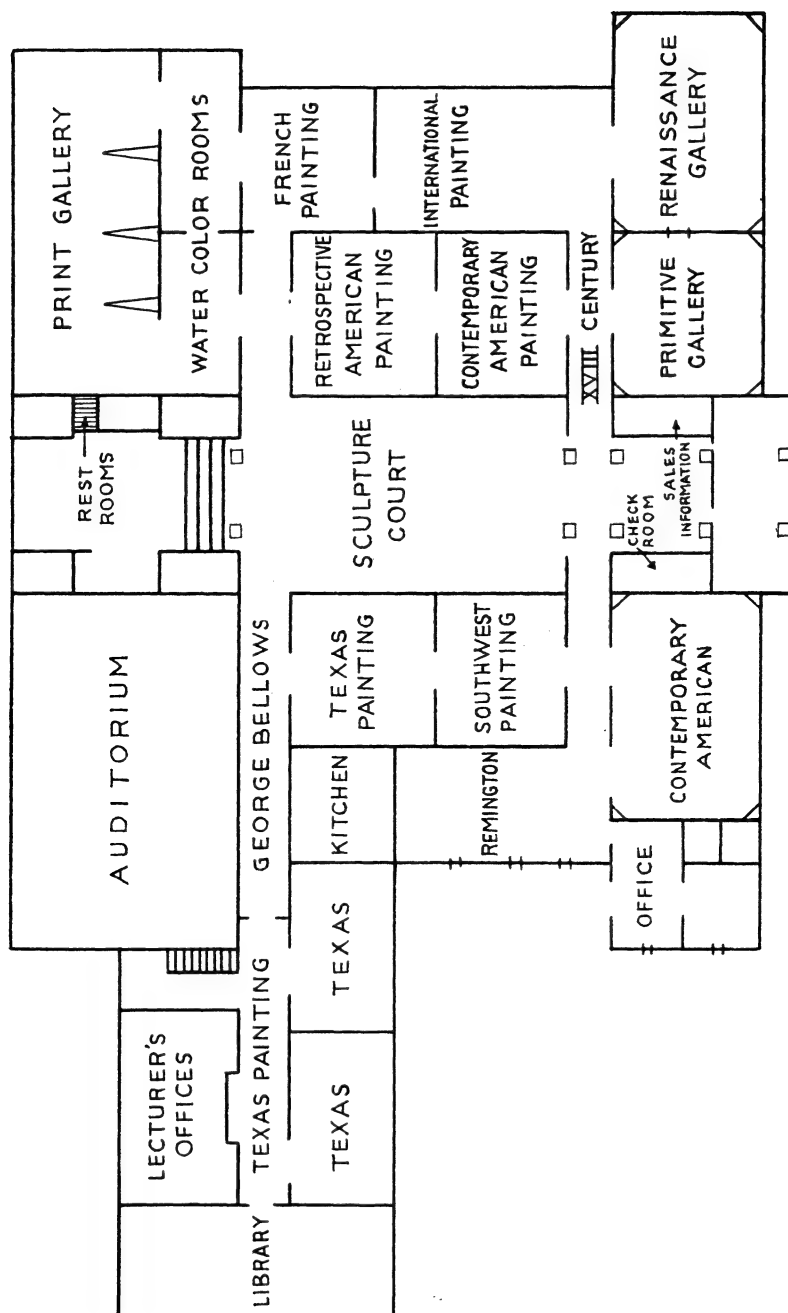 PRINT GALLERY
WATER COLOR ROOMS
FRENCH
PAINTING
INTERNATIONAL
PAINTING
RENAISSANCE
GALLERY
RETROSPECTIVE
AMERICAN
PAINTING
CONTEMPORARY
AMERICAN
PAINTING
XVIII CENTURY
PRIMITIVE
GALLERY
REST
ROOMS
SCULPTURE
COURT
CHECK
ROOM
SALES
INFORMATION
AUDITORIUM
GEORGE BELLOWS
TEXAS
PAINTING
SOUTHWEST
PAINTING
CONTEMPORARY
AMERICAN
KITCHEN
REMINGTON
OFFICE
LECTURER'S
OFFICES
TEXAS PAINTING
TEXAS
TEXAS
LIBRARY